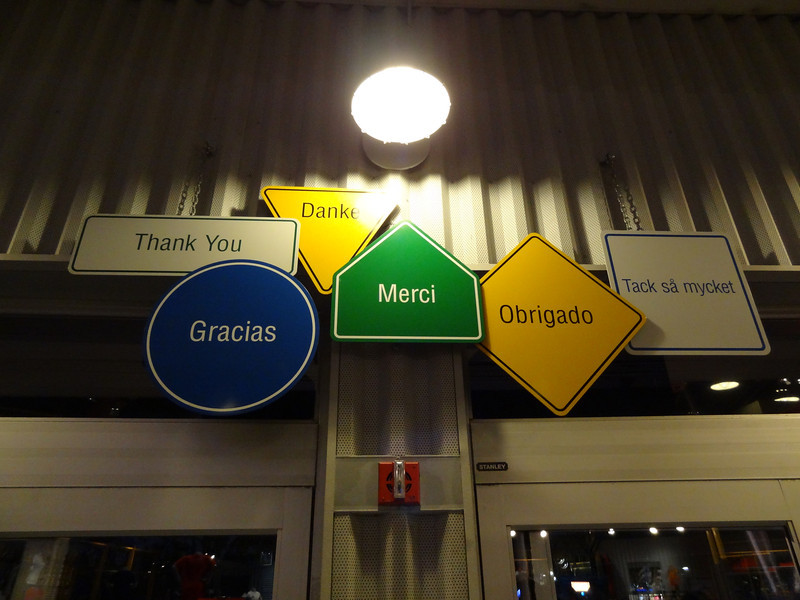 Thank You
Danke
Gracias
Merci
Obrigado
Tack så mycket
STANLEY